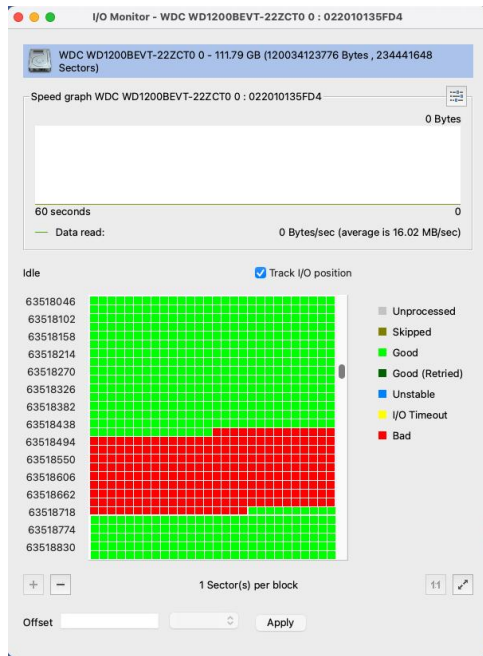 I/O Monitor - WDC WD1200BEVT-22ZCT0 0 : 022010135FD4
WDC WD1200BEVT-22ZCT0 0 - 111.79 GB (120034123776 Bytes , 234441648
Sectors)
Speed graph WDC WD1200BEVT-22ZCT0 0 : 022010135FD4
0 Bytes
60 seconds 0
Data read: 0 Bytes/sec (average is 16.02 MB/sec)
Idle Track I/O position
63518046
63518102
63518158
63518214
63518270
63518326
63518382
63518438
63518494
63518550
63518606
63518662
63518718
63518774
63518830
Unprocessed
Skipped
Good
Good (Retried)
Unstable
I/O Timeout
Bad
+ − 1 Sector(s) per block 1:1
Offset Apply